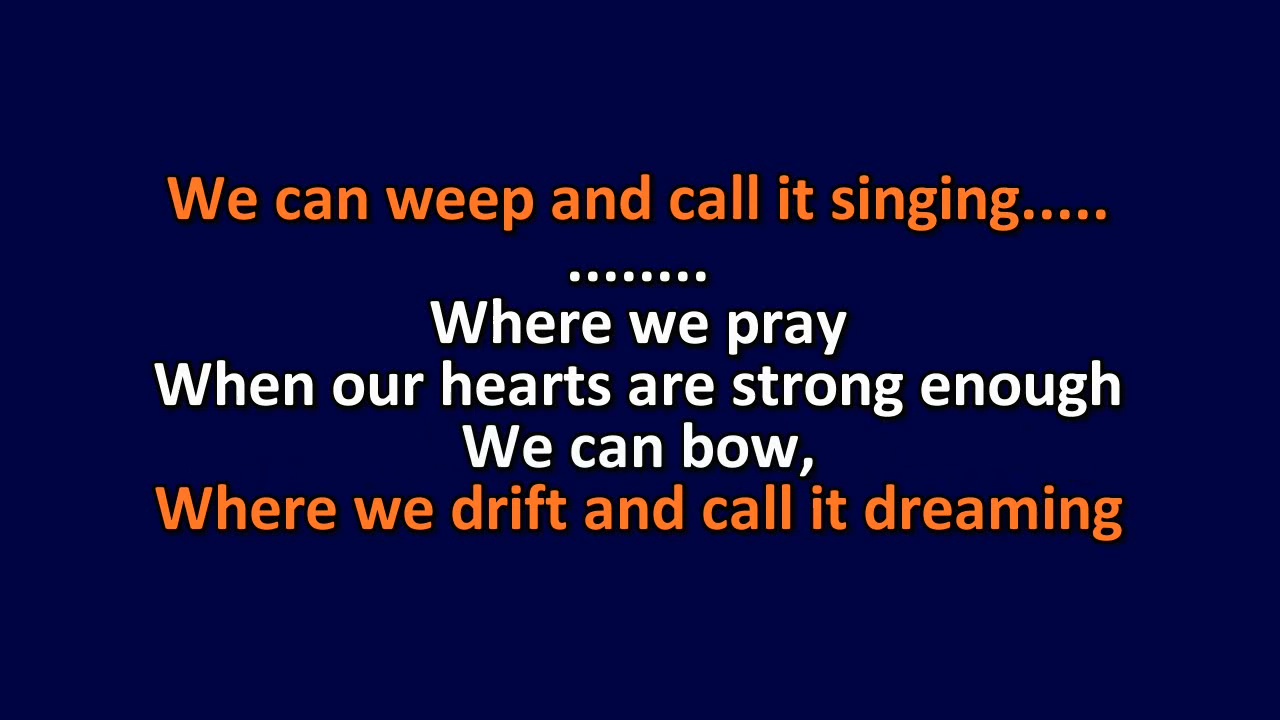 We can weep and call it singing.....
........
Where we pray
When our hearts are strong enough
We can bow,
Where we drift and call it dreaming